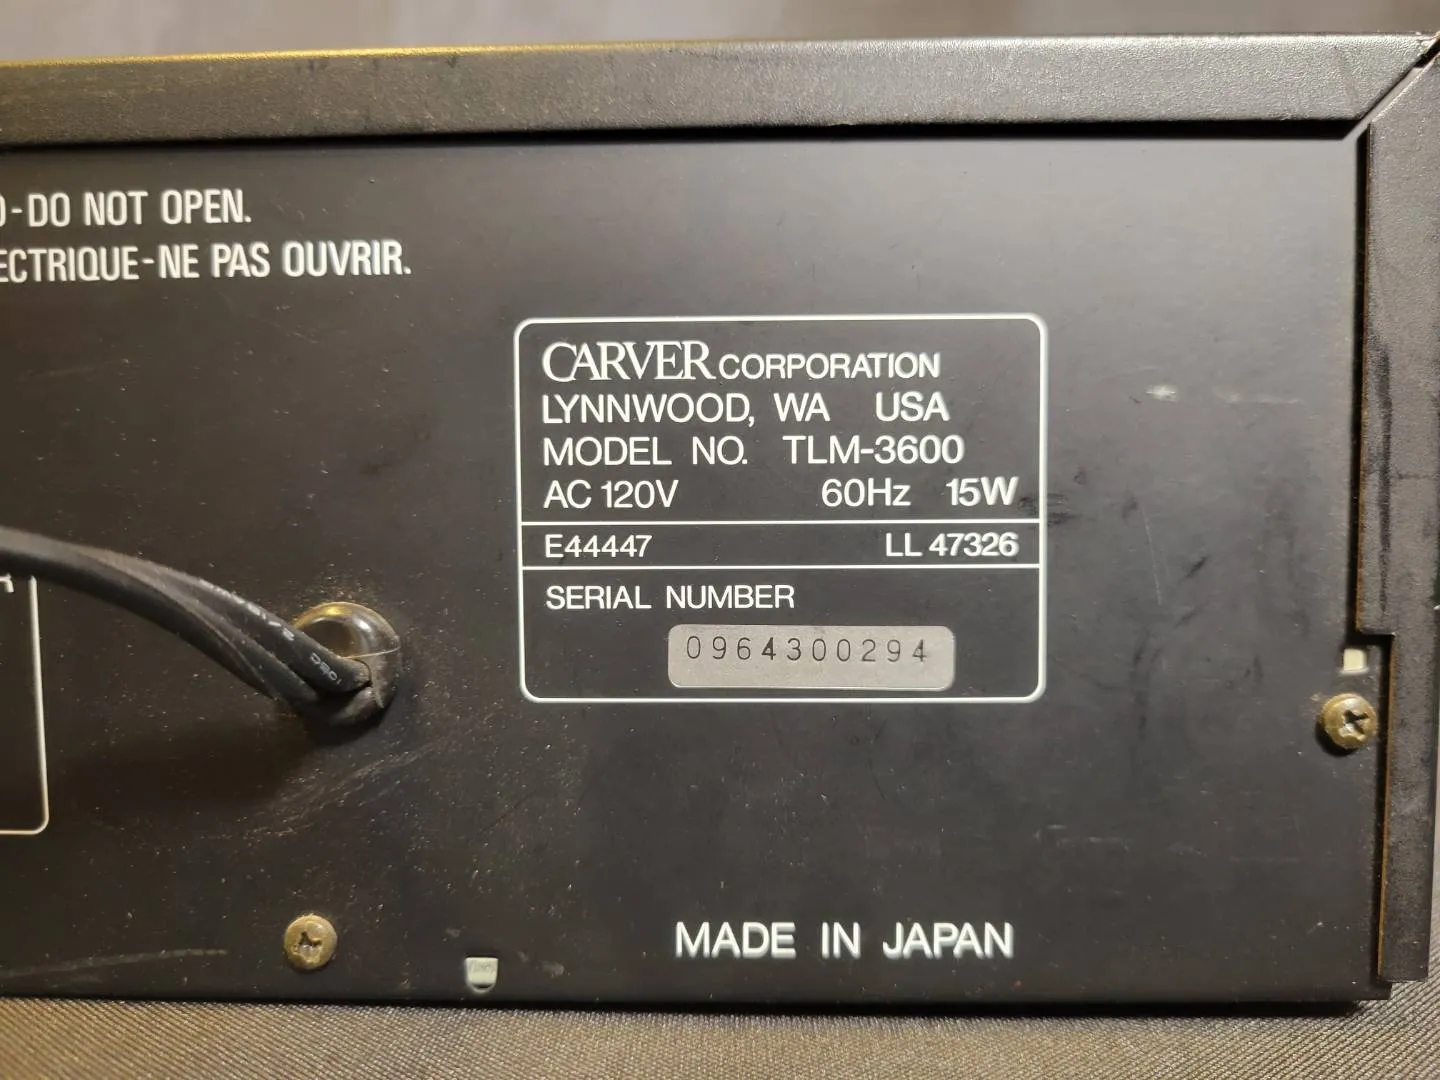 -DO NOT OPEN.
ECTRIQUE-NE PAS OUVRIR.
CARVER CORPORATION
LYNNWOOD, WA USA
MODEL NO. TLM-3600
AC 120V 60Hz 15W
E44447 LL 47326
SERIAL NUMBER
0964300294
MADE IN JAPAN